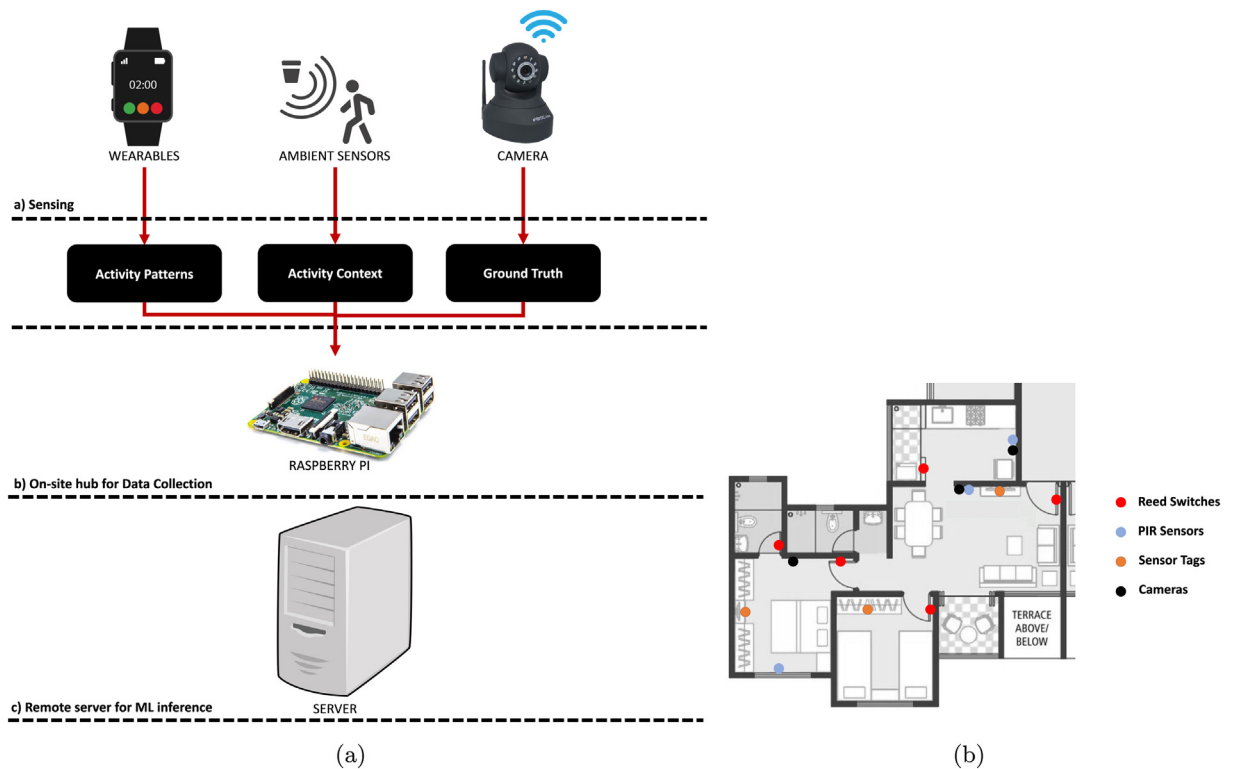 02:00
WEARABLES
AMBIENT SENSORS
CAMERA
a) Sensing
Activity Patterns
Activity Context
Ground Truth
RASPBERRY PI
b) On-site hub for Data Collection
c) Remote server for ML inference
SERVER
(a)
TERRACE
ABOVE/
BELOW
Reed Switches
PIR Sensors
Sensor Tags
Cameras
(b)